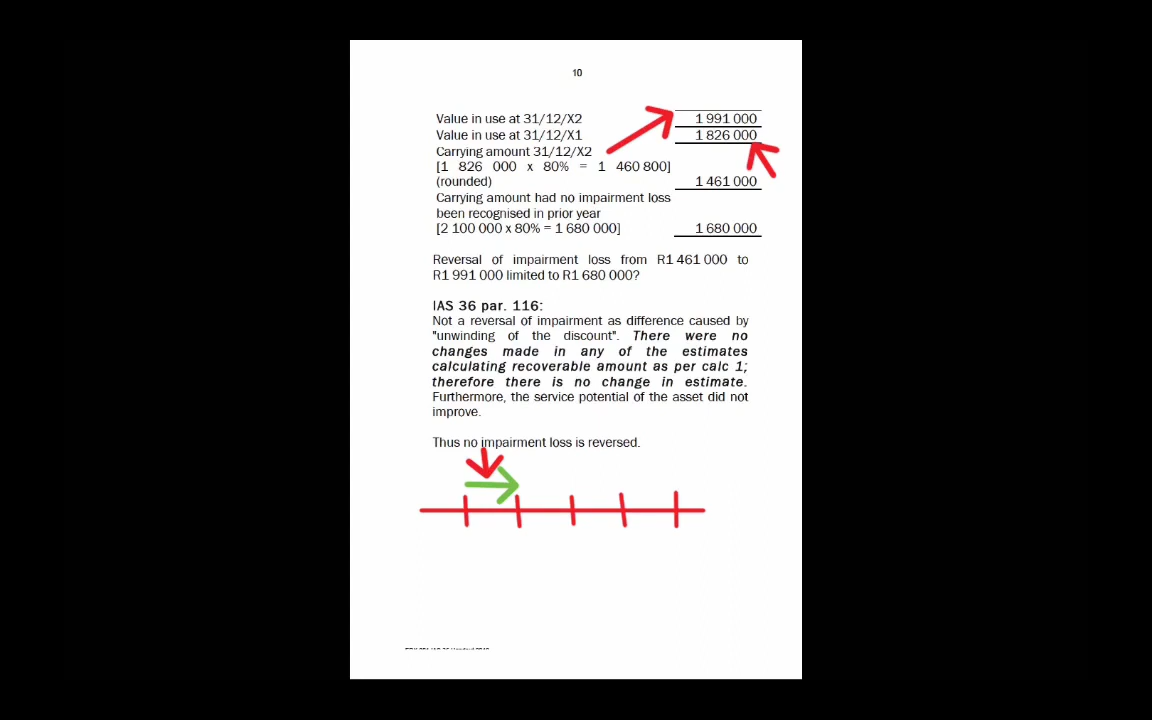 10
Value in use at 31/12/X2 1 991 000
Value in use at 31/12/X1 1 826 000
Carrying amount 31/12/X2
[1 826 000 x 80% = 1 460 800]
(rounded) 1 461 000
Carrying amount had no impairment loss
been recognised in prior year
[2 100 000 x 80% = 1 680 000] 1 680 000
Reversal of impairment loss from R1 461 000 to
R1 991 000 limited to R1 680 000?
IAS 36 par. 116:
Not a reversal of impairment as difference caused by
"unwinding of the discount". There were no
changes made in any of the estimates
calculating recoverable amount as per calc 1;
therefore there is no change in estimate.
Furthermore, the service potential of the asset did not
improve.
Thus no impairment loss is reversed.